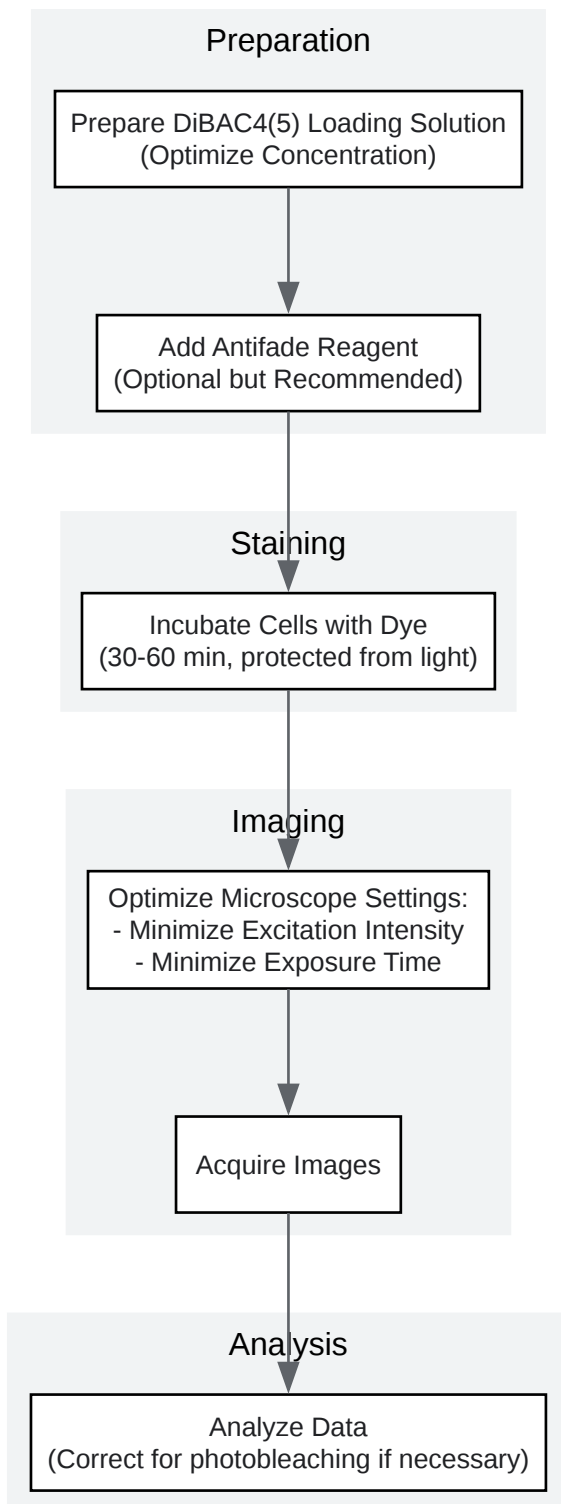 Preparation
Prepare DiBAC4(5) Loading Solution
(Optimize Concentration)
Add Antifade Reagent
(Optional but Recommended)
Staining
Incubate Cells with Dye
(30-60 min, protected from light)
Imaging
Optimize Microscope Settings:
- Minimize Excitation Intensity
- Minimize Exposure Time
Acquire Images
Analysis
Analyze Data
(Correct for photobleaching if necessary)